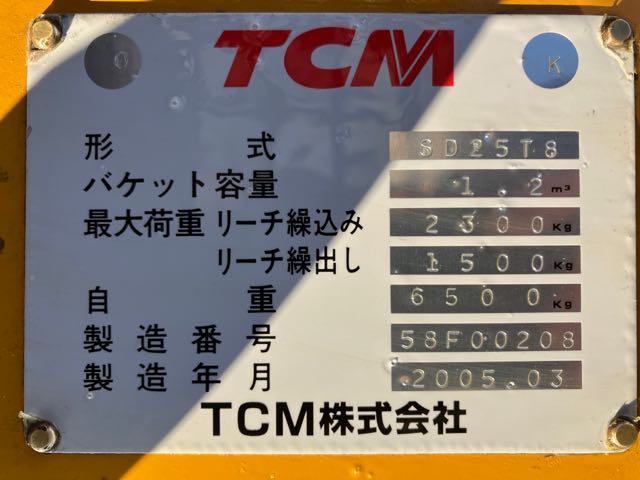 O TCM K
形式 SD25T8
バケット容量 1.2m³
最大荷重 リーチ繰込み 2300Kg
リーチ繰出し 1500Kg
自重 6500Kg
製造番号 58F00208
製造年月 2005.03
TCM株式会社